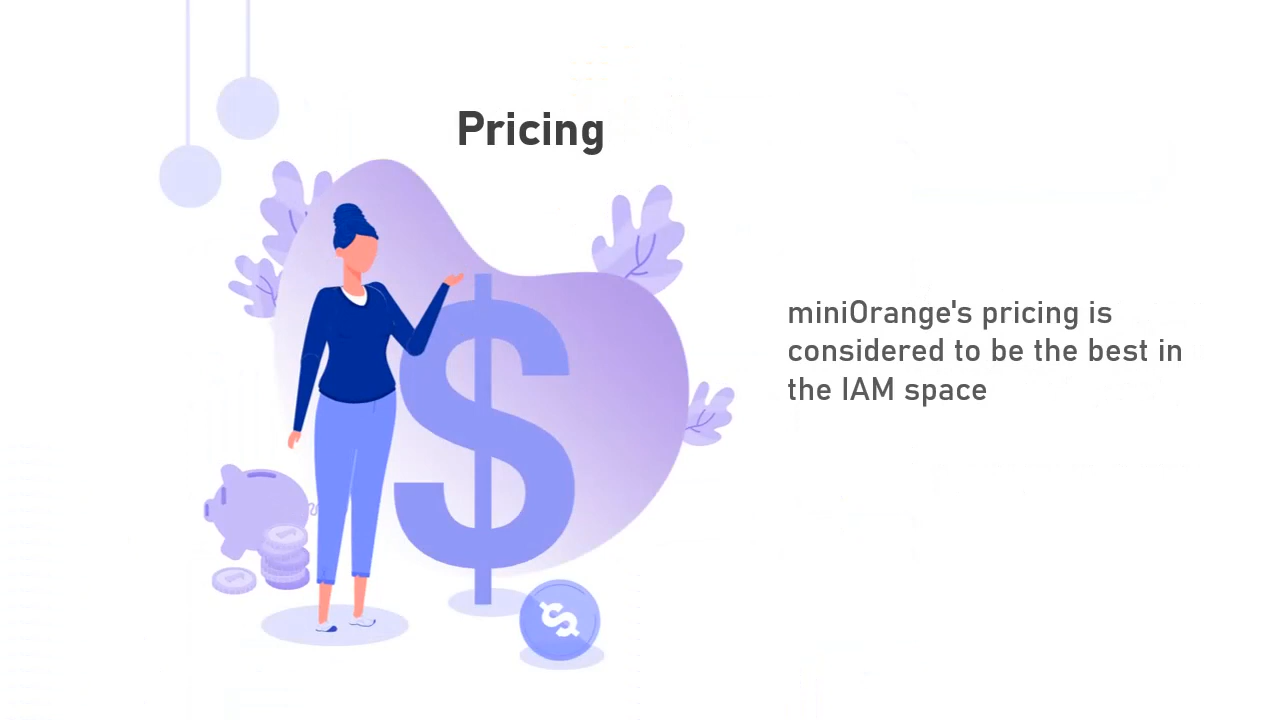 Pricing
miniOrange's pricing is
considered to be the best in
the IAM space